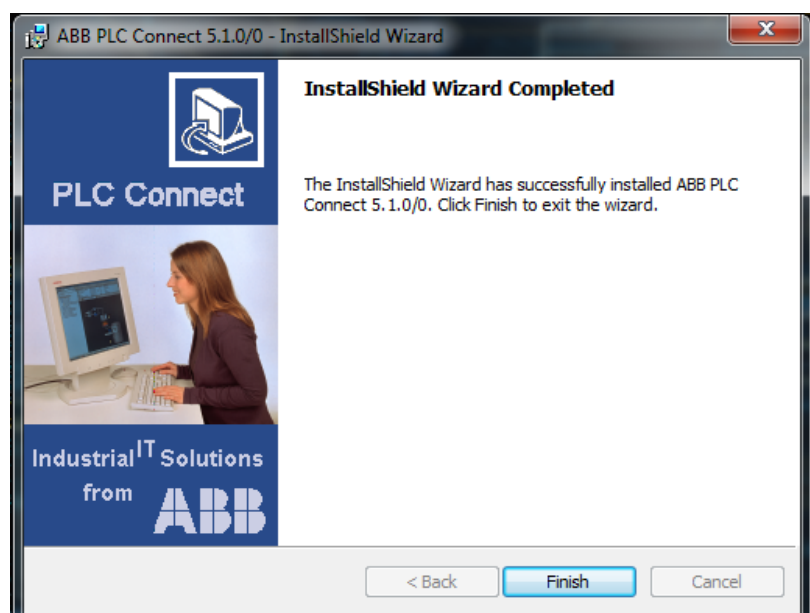 ABB PLC Connect 5.1.0/0 - InstallShield Wizard
InstallShield Wizard Completed
The InstallShield Wizard has successfully installed ABB PLC
Connect 5.1.0/0. Click Finish to exit the wizard.
PLC Connect
Industrial IT Solutions
from ABB
< Back
Finish
Cancel